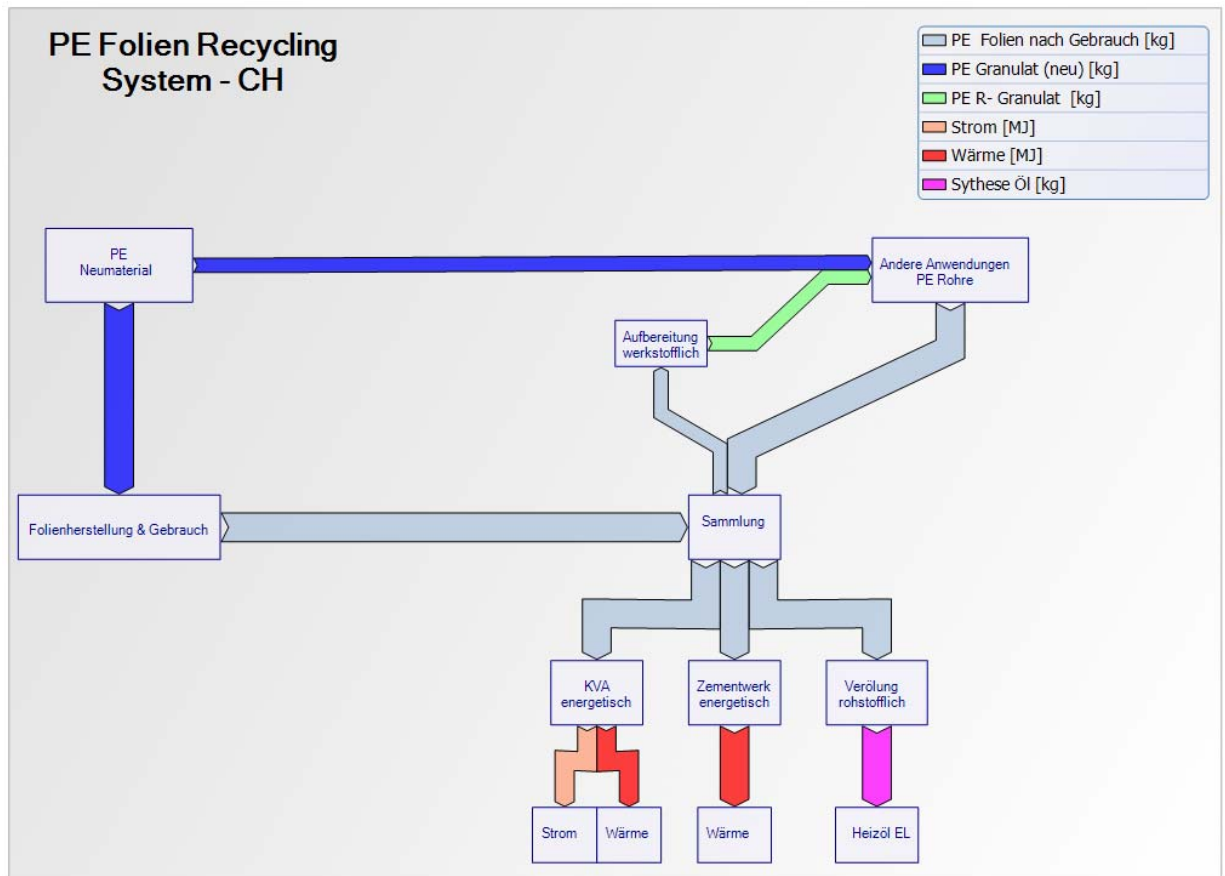 PE Folien Recycling
System - CH
PE Folien nach Gebrauch [kg]
PE Granulat (neu) [kg]
PE R- Granulat [kg]
Strom [MJ]
Wärme [MJ]
Sythese Öl [kg]
PE
Neumaterial
Andere Anwendungen
PE Rohre
Aufbereitung
werkstofflich
Folienherstellung & Gebrauch
Sammlung
KVA
energetisch
Zementwerk
energetisch
Verölung
rohstofflich
Strom
Wärme
Wärme
Heizöl EL